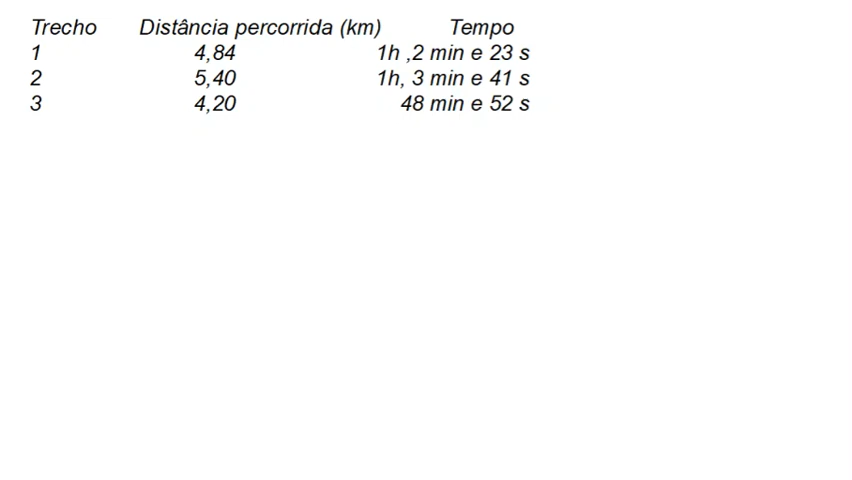 Trecho Distância percorrida (km) Tempo
1 4,84 1h ,2 min e 23 s
2 5,40 1h, 3 min e 41 s
3 4,20 48 min e 52 s